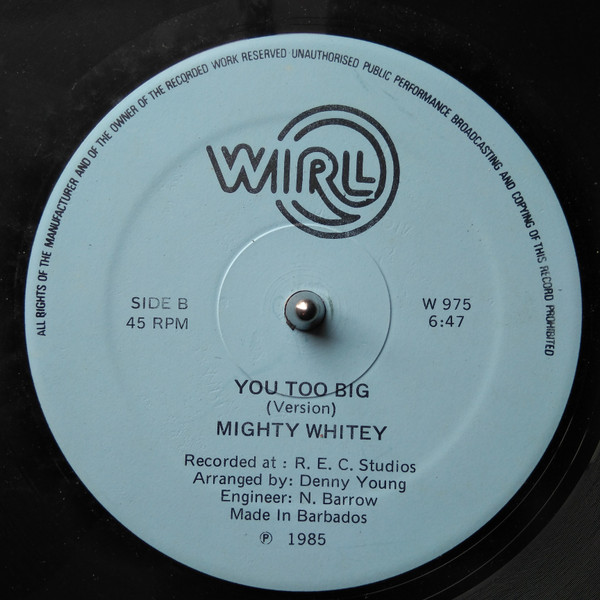 ALL RIGHTS OF THE MANUFACTURER AND OF THE OWNER OF THE RECORDED WORK RESERVED UNAUTHORISED PUBLIC PERFORMANCE BROADCASTING AND COPYING OF THIS RECORD PROHIBITED
WIRL
SIDE B
45 RPM
W 975
6:47
YOU TOO BIG
(Version)
MIGHTY WHITEY
Recorded at : R. E. C. Studios
Arranged by: Denny Young
Engineer: N. Barrow
Made In Barbados
℗ 1985